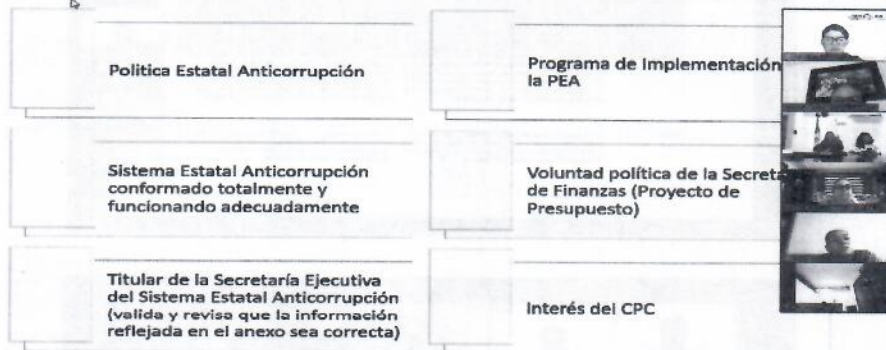 Política Estatal Anticorrupción
Programa de Implementación
la PEA
Sistema Estatal Anticorrupción
conformado totalmente y
funcionando adecuadamente
Voluntad política de la
de Finanzas (Proyecto de
Presupuesto)
Titular de la Secretaría Ejecutiva
del Sistema Estatal Anticorrupción
(valida y revisa que la información
reflejada en el anexo sea correcta)
Interés del CPC